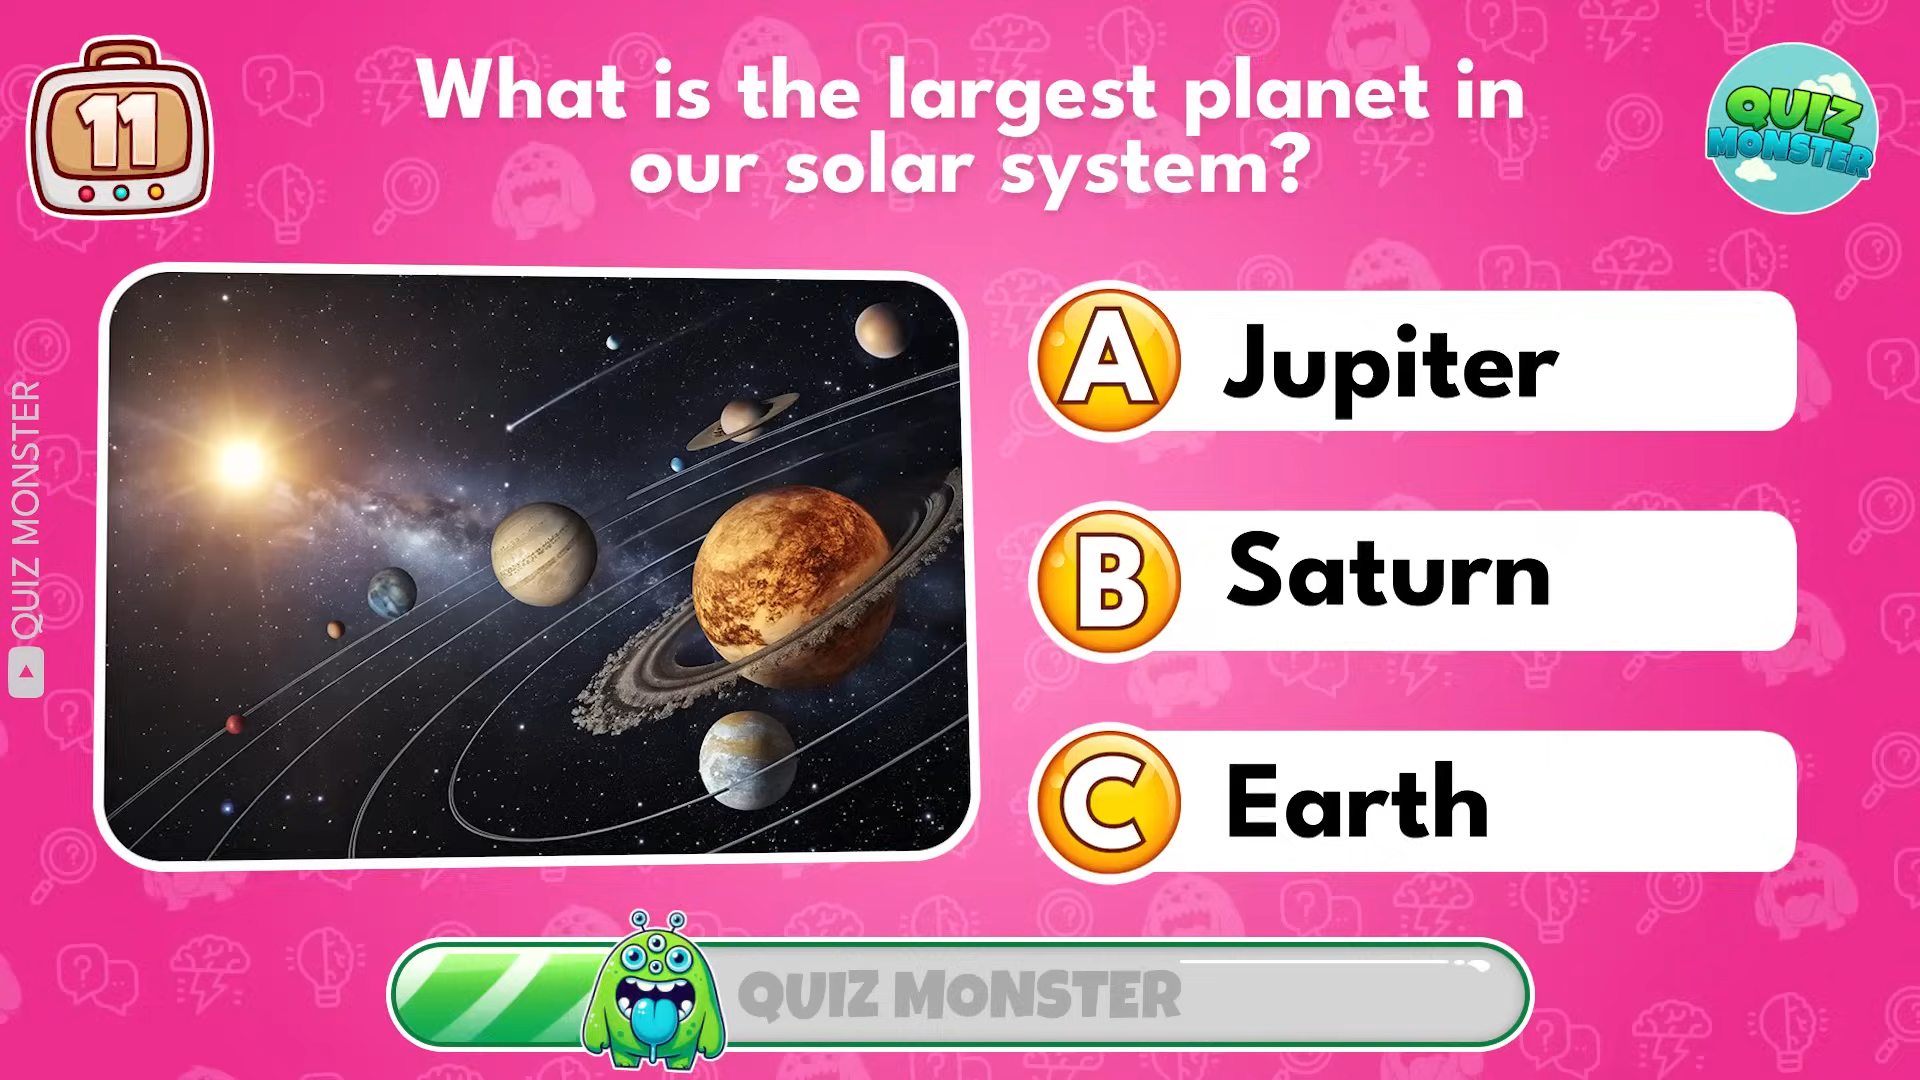 11
What is the largest planet in
our solar system?
QUIZ
MONSTER
A Jupiter
B Saturn
C Earth
QUIZ MONSTER
QUIZ MONSTER